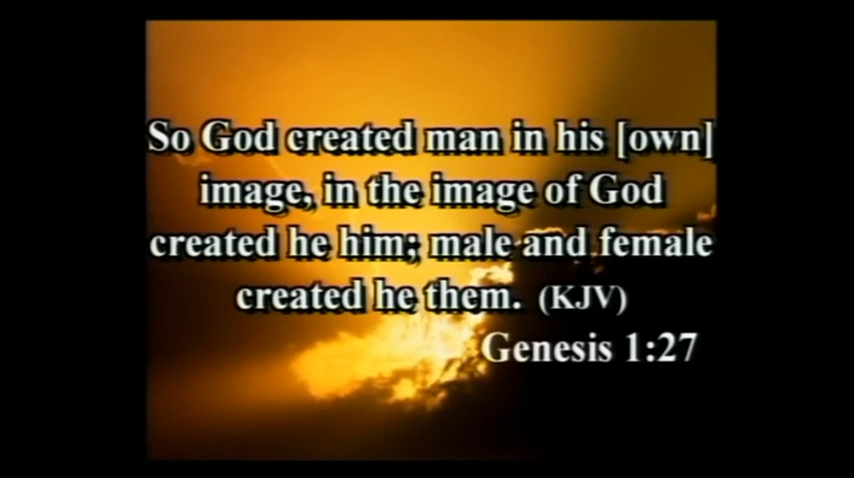 So God created man in his [own]
image, in the image of God
created he him; male and female
created he them. (KJV)
Genesis 1:27